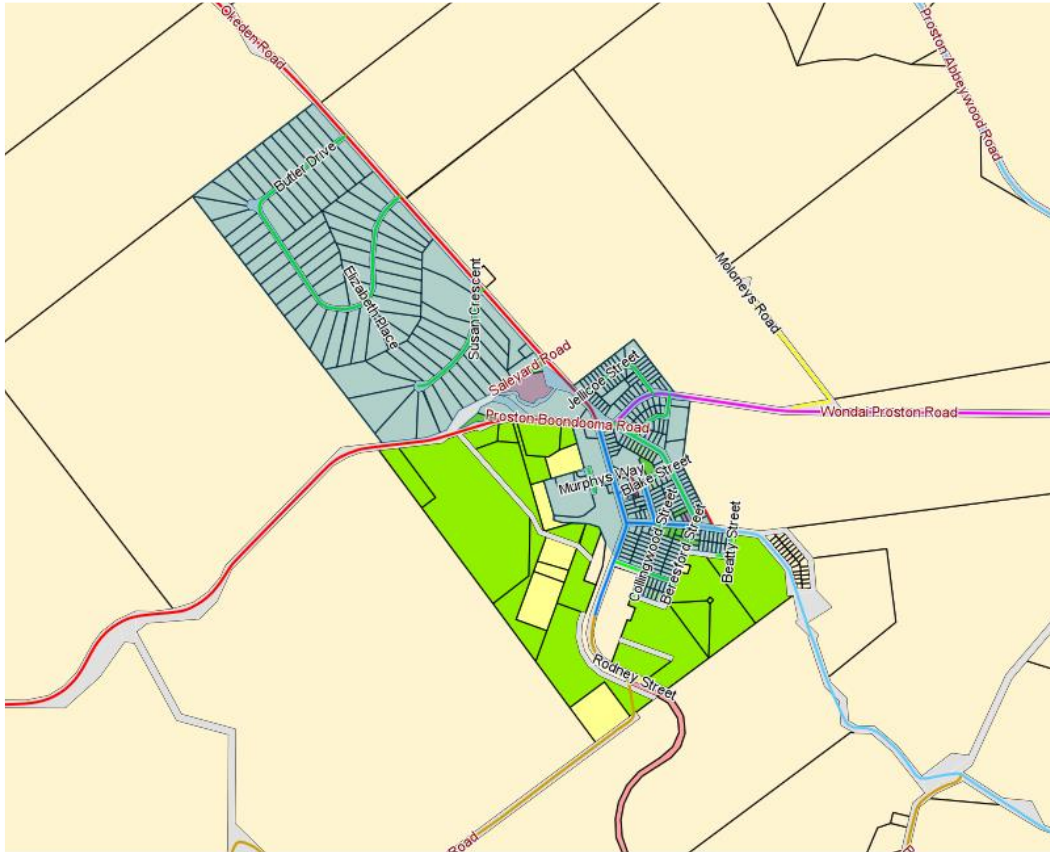 Okeden Road
Proston Abbeywood Road
Butler Drive
Moloneys Road
Elizabeth Place
Susan Crescent
Saleyard Road
Jellicoe Street
Wondai Proston Road
Proston Boondooma Road
Murphys Way
Blake Street
Collingwood Street
Beresford Street
Beatty Street
Rodney Street
Road